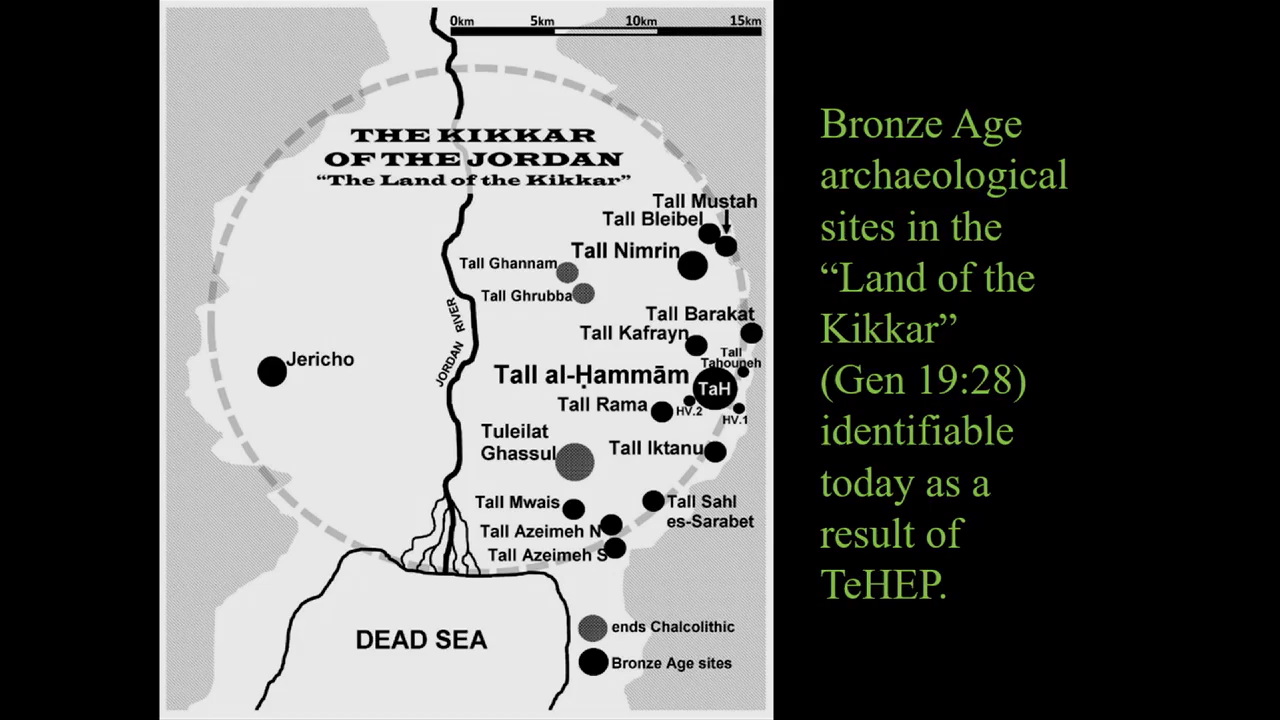 0km 5km 10km 15km
THE KIKKAR
OF THE JORDAN
“The Land of the Kikkar”
Tall Mustah
Tall Bleibel
Tall Nimrin
Tall Ghannam
Tall Ghrubba
JORDAN RIVER
Tall Barakat
Tall Kafrayn
Tall
Tahouneh
Jericho
Tall al-Ḥammām
TaH
Tall Rama
HV.2
HV.1
Tuleilat
Ghassul
Tall Iktanu
Tall Mwais
Tall Sahl
es-Sarabet
Tall Azeimeh N
Tall Azeimeh S
DEAD SEA
ends Chalcolithic
Bronze Age sites
Bronze Age
archaeological
sites in the
“Land of the
Kikkar”
(Gen 19:28)
identifiable
today as a
result of
TeHEP.